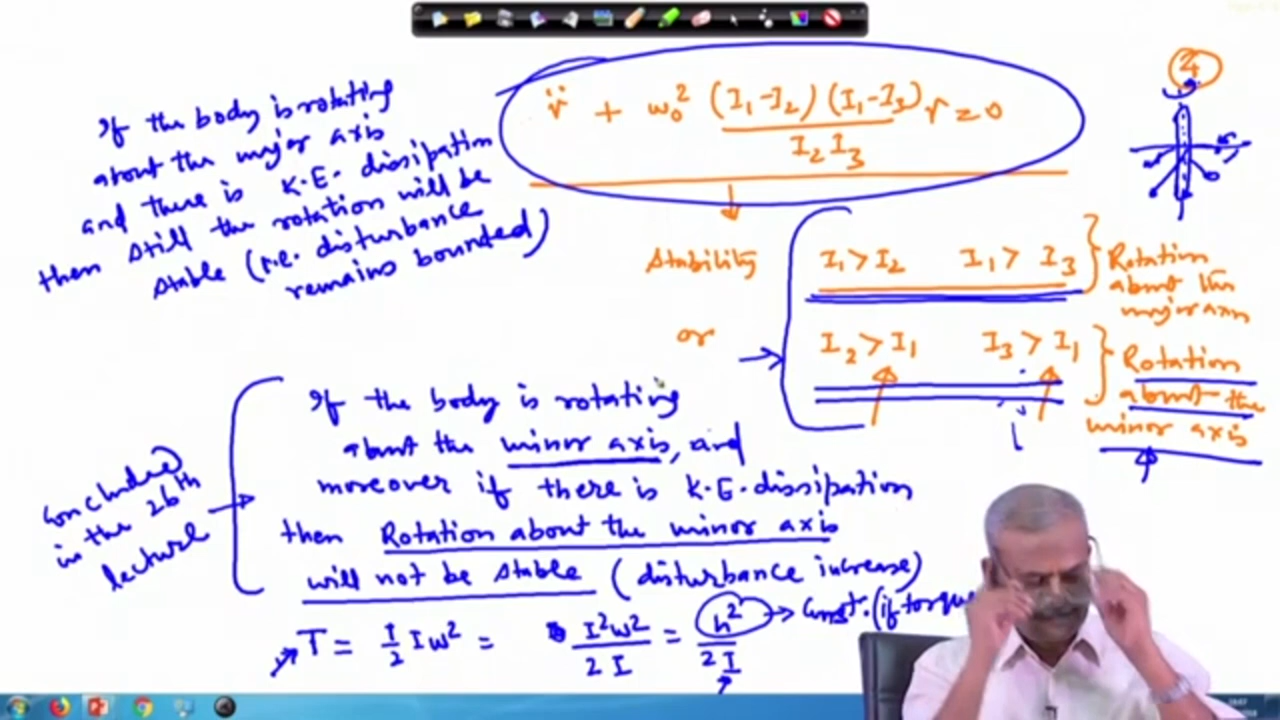 4
r̈ + ω₀² (I₁-I₂) (I₁-I₃) r = 0
I₂ I₃
If the body is rotating
about the major axis
and there is K.E. dissipation
then still the rotation will be
stable (i.e. disturbance
remains bounded)
Stability
I₁ > I₂ I₁ > I₃
Rotation
about the
major axis
or
I₂ > I₁ I₃ > I₁
Rotation
about the
minor axis
Concluded
in the 26th
lecture
If the body is rotating
about the minor axis, and
moreover if there is K.E. dissipation
then Rotation about the minor axis
will not be stable (disturbance increase)
T = 1/2 Iω² = I²ω²/2I = h²/2I → Const. (if torque